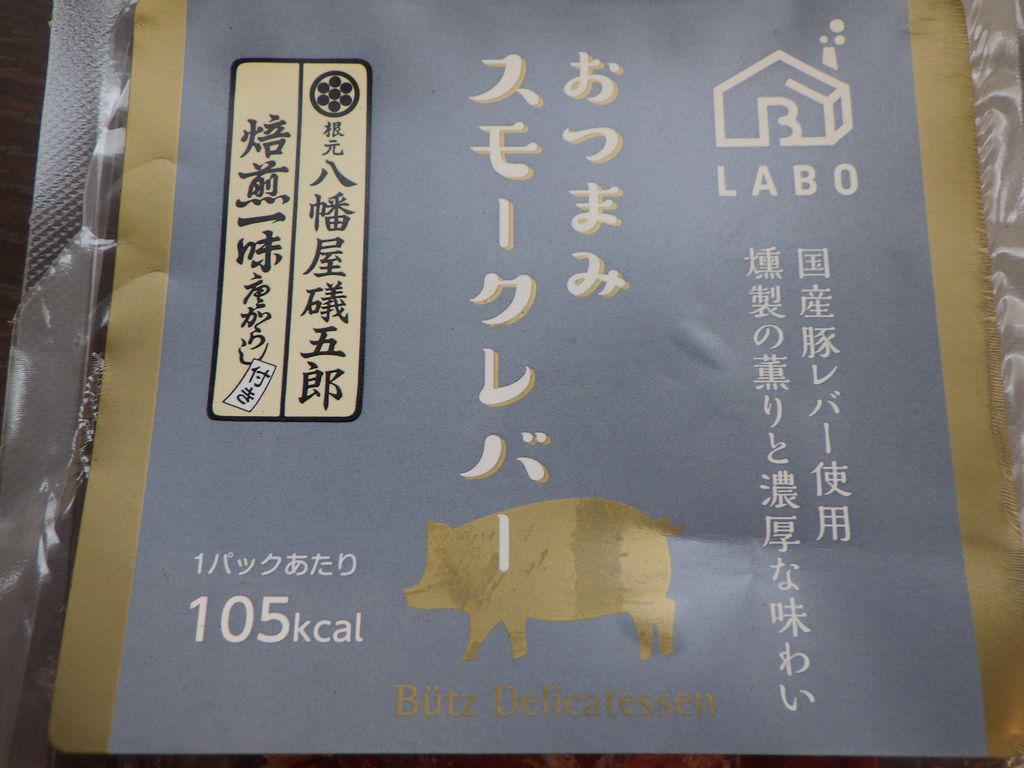 B
LABO
国産豚レバー使用
燻製の薫りと濃厚な味わい
おつまみ
スモークレバー
根元 八幡屋礒五郎
焙煎一味唐がらし付き
1パックあたり
105kcal
Bütz Delicatessen